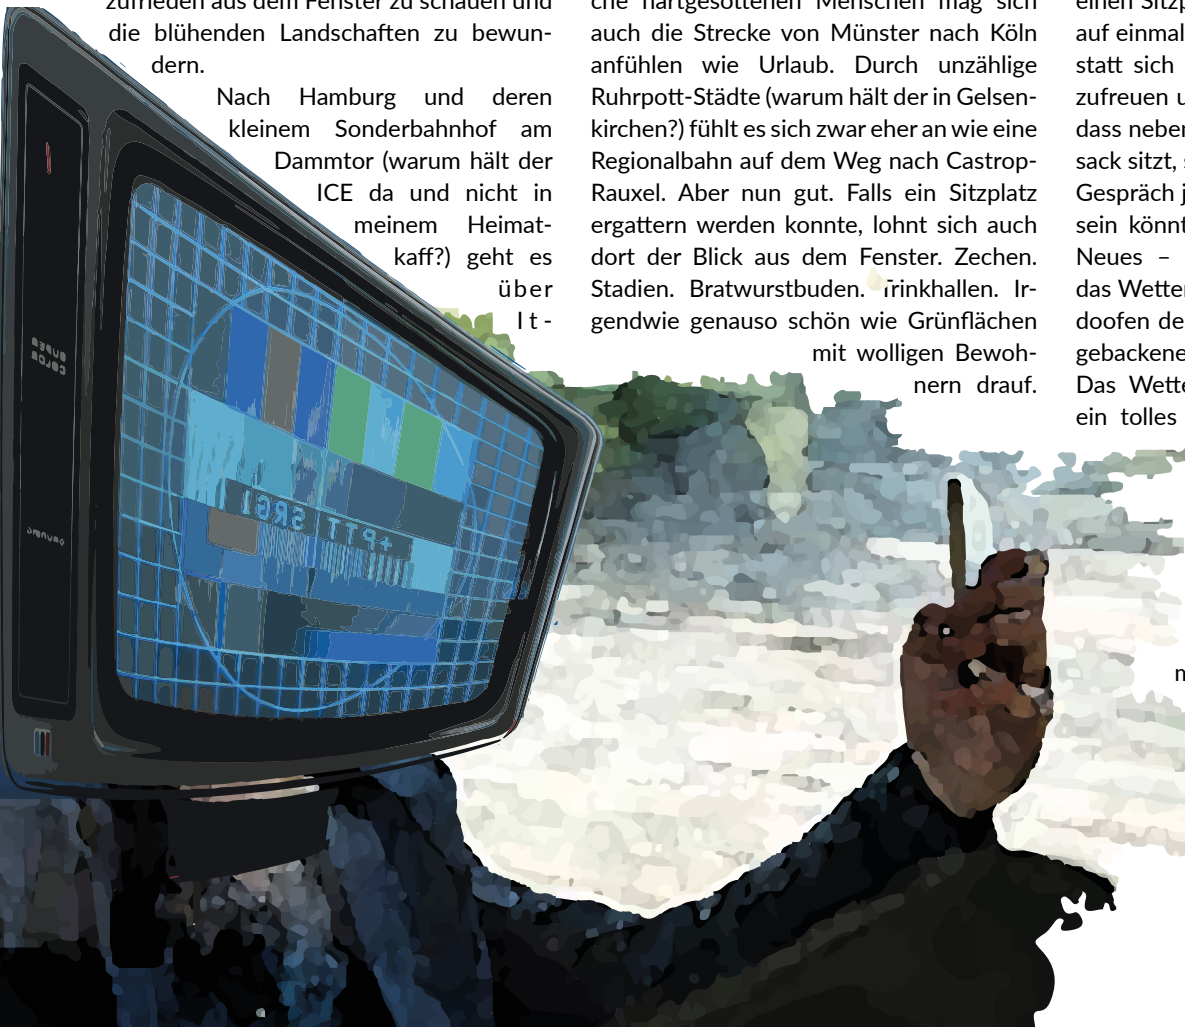 zufrieden aus dem Fenster zu schauen und
die blühenden Landschaften zu bewun-
dern.
Nach Hamburg und deren
kleinem Sonderbahnhof am
Dammtor (warum hält der
ICE da und nicht in
meinem Heimat-
kaff?) geht es
über
It-
che hartgesottenen Menschen mag sich
auch die Strecke von Münster nach Köln
anfühlen wie Urlaub. Durch unzählige
Ruhrpott-Städte (warum hält der in Gelsen-
kirchen?) fühlt es sich zwar eher an wie eine
Regionalbahn auf dem Weg nach Castrop-
Rauxel. Aber nun gut. Falls ein Sitzplatz
ergattern werden konnte, lohnt sich auch
dort der Blick aus dem Fenster. Zechen.
Stadien. Bratwurstbuden. Trinkhallen. Ir-
gendwie genauso schön wie Grünflächen
mit wolligen Bewoh-
nern drauf.
einen
auf einmal
statt sich
zufreuen
dass
sack sitzt,
Gespräch
sein
Neues –
das
doofen
gebackene
Das
ein tolles
SUPER
COLOR
+PTT SRG1